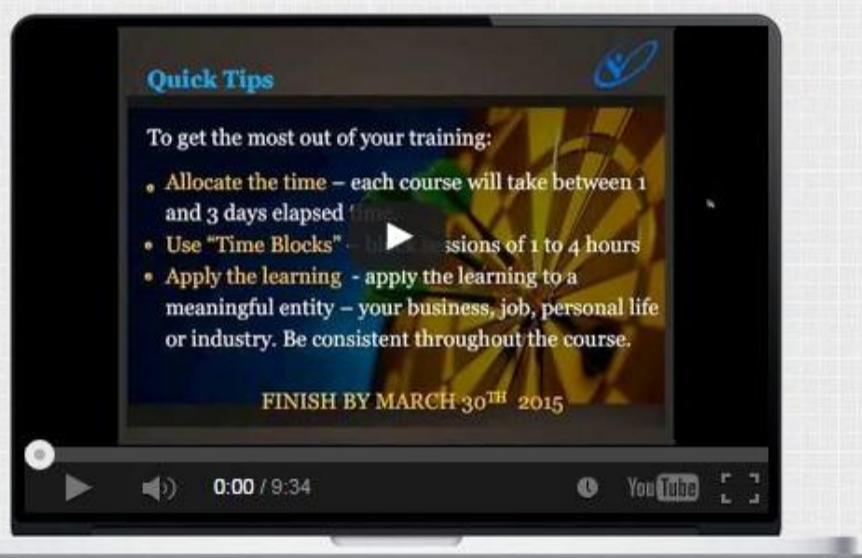 Quick Tips
To get the most out of your training:
• Allocate the time – each course will take between 1
and 3 days elapsed time.
• Use "Time Blocks" – block sessions of 1 to 4 hours
• Apply the learning - apply the learning to a
meaningful entity – your business, job, personal life
or industry. Be consistent throughout the course.
FINISH BY MARCH 30TH 2015
0:00 / 9:34
YouTube